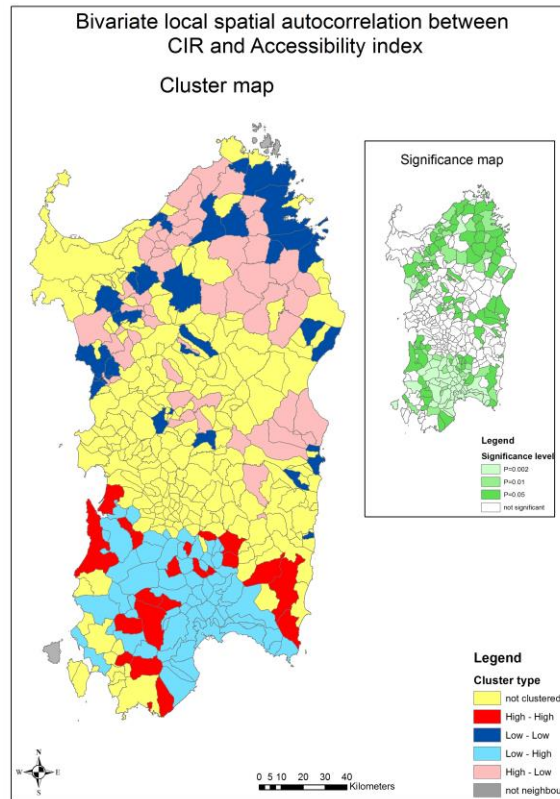 Bivariate local spatial autocorrelation between
CIR and Accessibility index
Cluster map
Significance map
Legend
Significance level
P=0.002
P=0.01
P=0.05
not significant
Legend
Cluster type
not clustered
High - High
Low - Low
Low - High
High - Low
not neighbou
N
W E
S
0 5 10 20 30 40
Kilometers